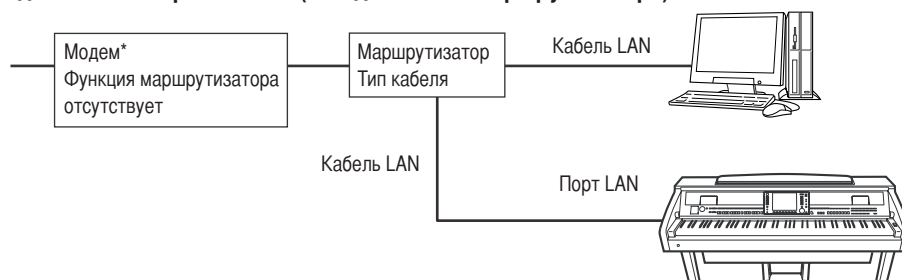 Модем*
Функция маршрутизатора
отсутствует
Маршрутизатор
Тип кабеля
Кабель LAN
Кабель LAN
Порт LAN